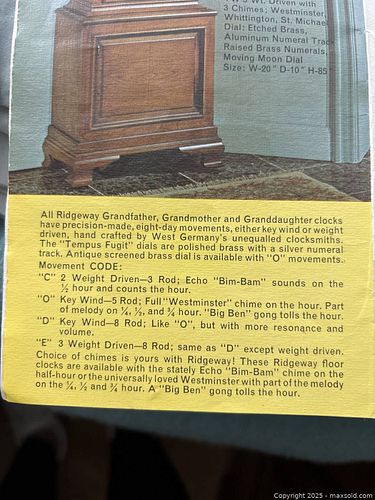 3 Wt. Driven with
3 Chimes; Westminster,
Whittington, St. Michael
Dial: Etched Brass,
Aluminum Numeral Track
Raised Brass Numerals,
Moving Moon Dial
Size: W-20" D-10" H-85"
All Ridgeway Grandfather, Grandmother and Granddaughter clocks
have precision-made, eight-day movements, either key wind or weight
driven, hand crafted by West Germany's unequalled clocksmiths.
The "Tempus Fugit" dials are polished brass with a silver numeral
track. Antique screened brass dial is available with "O" movements.
Movement CODE:
"C" 2 Weight Driven—3 Rod; Echo "Bim-Bam" sounds on the
½ hour and counts the hour.
"O" Key Wind—5 Rod; Full "Westminster" chime on the hour. Part
of melody on ¼, ½, and ¾ hour. "Big Ben" gong tolls the hour.
"D" Key Wind—8 Rod; Like "O", but with more resonance and
volume.
"E" 3 Weight Driven—8 Rod; same as "D" except weight driven.
Choice of chimes is yours with Ridgeway! These Ridgeway floor
clocks are available with the stately Echo "Bim-Bam" chime on the
half-hour or the universally loved Westminster with part of the melody
on the ¼, ½ and ¾ hour. A "Big Ben" gong tolls the hour.
Copyright 2025 - maxsold.com